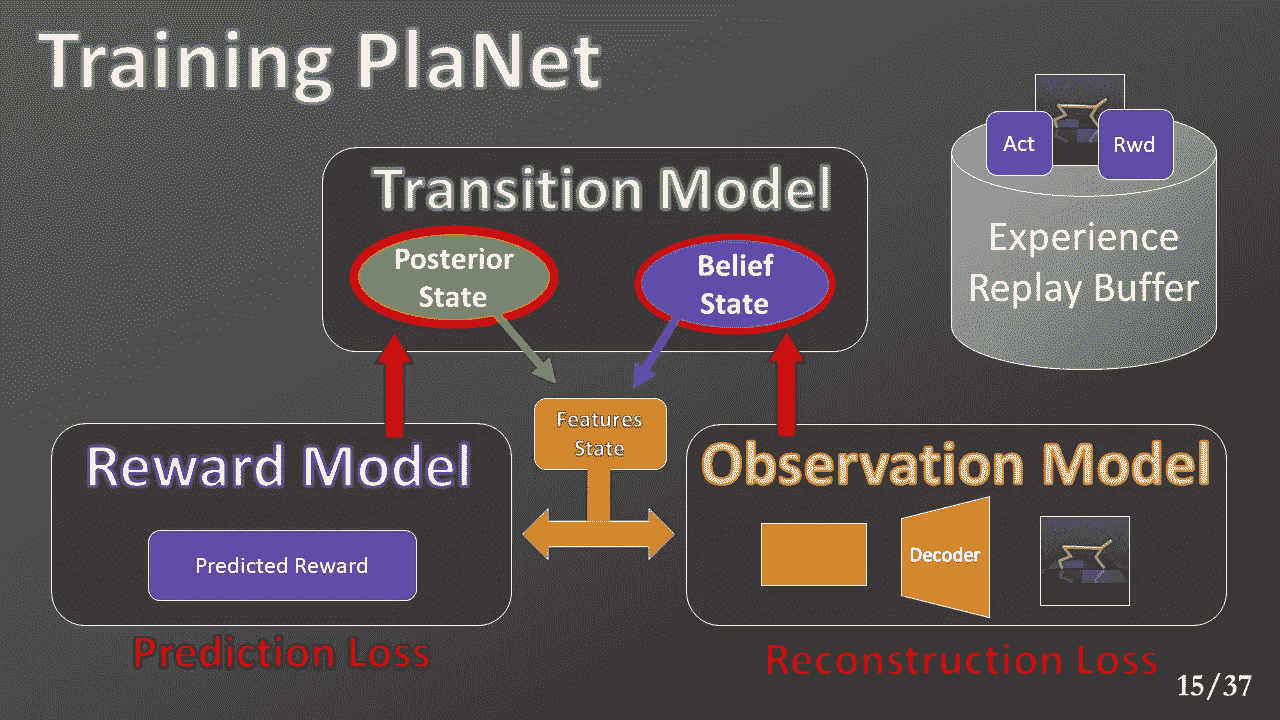 Training PlaNet
Act
Rwd
Experience
Replay Buffer
Transition Model
Posterior
State
Belief
State
Features
State
Reward Model
Predicted Reward
Prediction Loss
Observation Model
Decoder
Reconstruction Loss
15/37